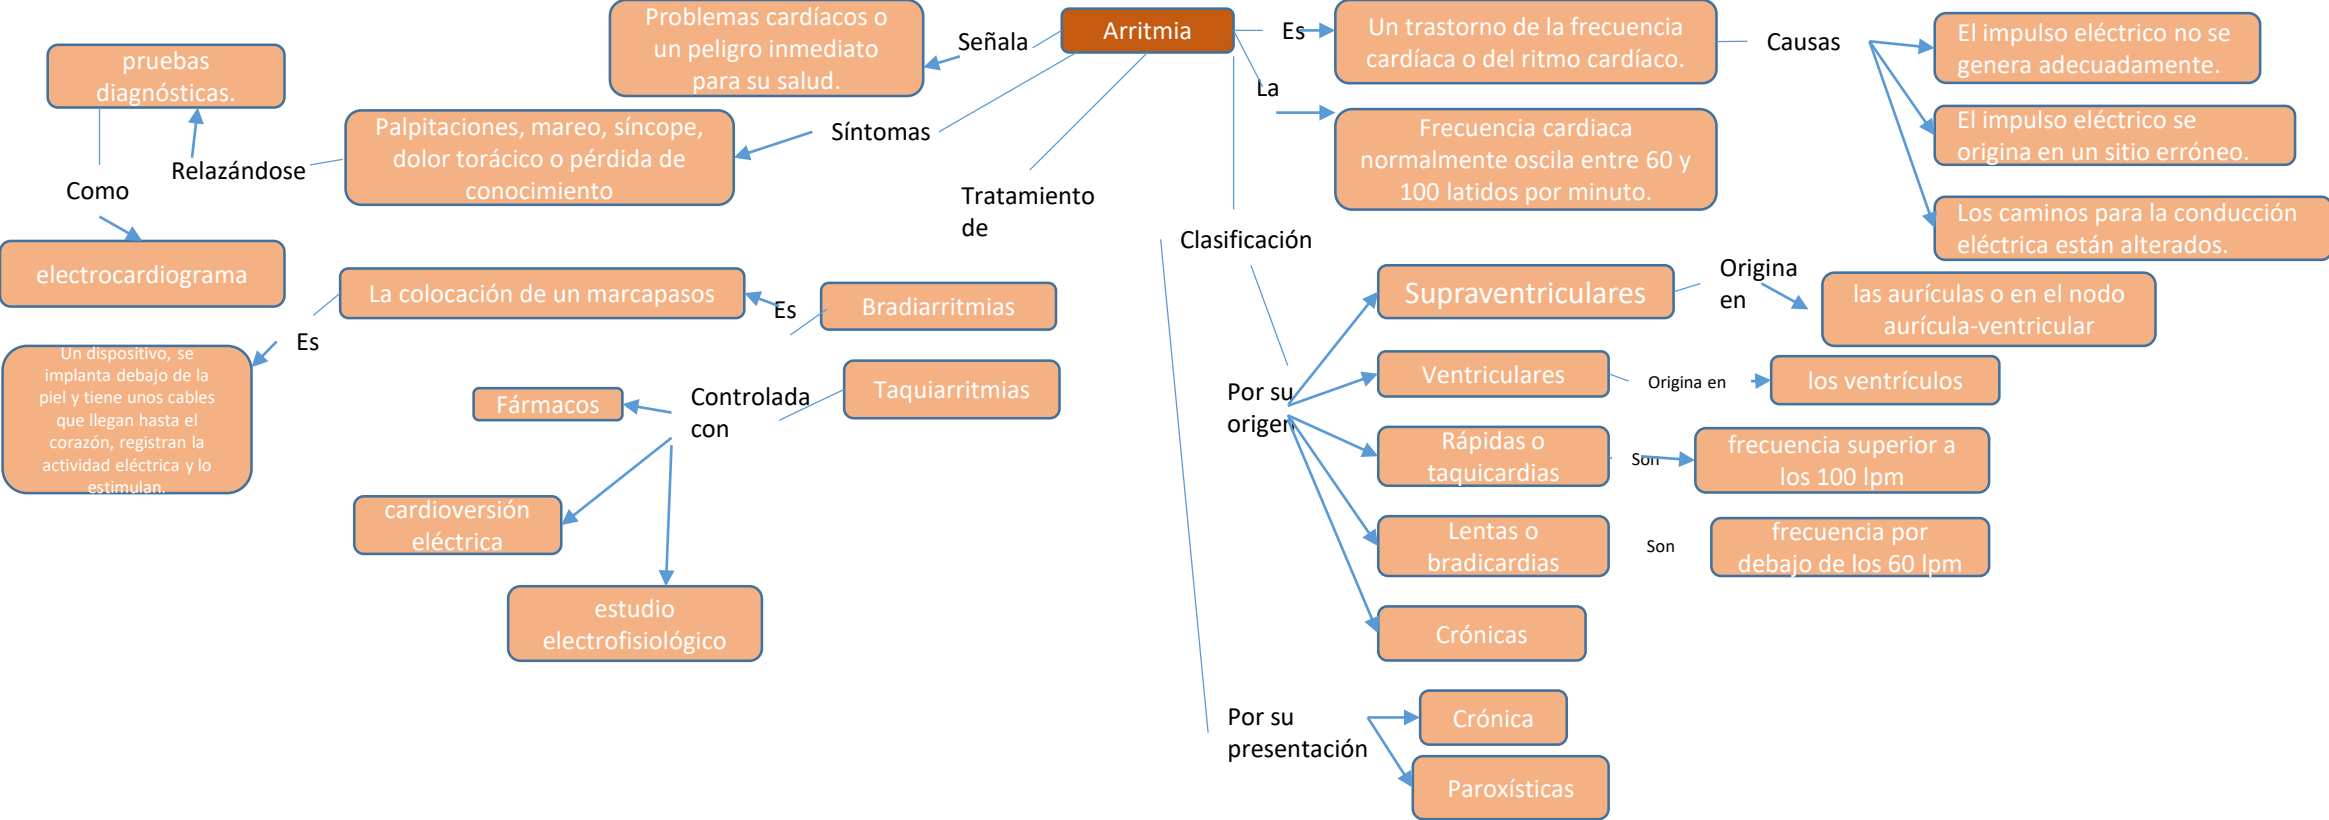 Problemas cardíacos o
un peligro inmediato
para su salud.
Señala
Arritmia
Es
Un trastorno de la frecuencia
cardíaca o del ritmo cardíaco.
Causas
El impulso eléctrico no se
genera adecuadamente.
pruebas
diagnósticas.
La
Palpitaciones, mareo, síncope,
dolor torácico o pérdida de
conocimiento
Síntomas
Frecuencia cardiaca
normalmente oscila entre 60 y
100 latidos por minuto.
El impulso eléctrico se
origina en un sitio erróneo.
Relazándose
Como
Tratamiento
de
Clasificación
Los caminos para la conducción
eléctrica están alterados.
electrocardiograma
La colocación de un marcapasos
Es
Bradiarritmias
Supraventriculares
Origina
en
las aurículas o en el nodo
aurícula-ventricular
Es
Un dispositivo, se
implanta debajo de la
piel y tiene unos cables
que llegan hasta el
corazón, registran la
actividad eléctrica y lo
estimulan.
Fármacos
Controlada
con
Taquiarritmias
Por su
origen
Ventriculares
Origina en
los ventrículos
Rápidas o
taquicardias
Son
frecuencia superior a
los 100 lpm
cardioversión
eléctrica
Lentas o
bradicardias
Son
frecuencia por
debajo de los 60 lpm
estudio
electrofisiológico
Crónicas
Por su
presentación
Crónica
Paroxísticas